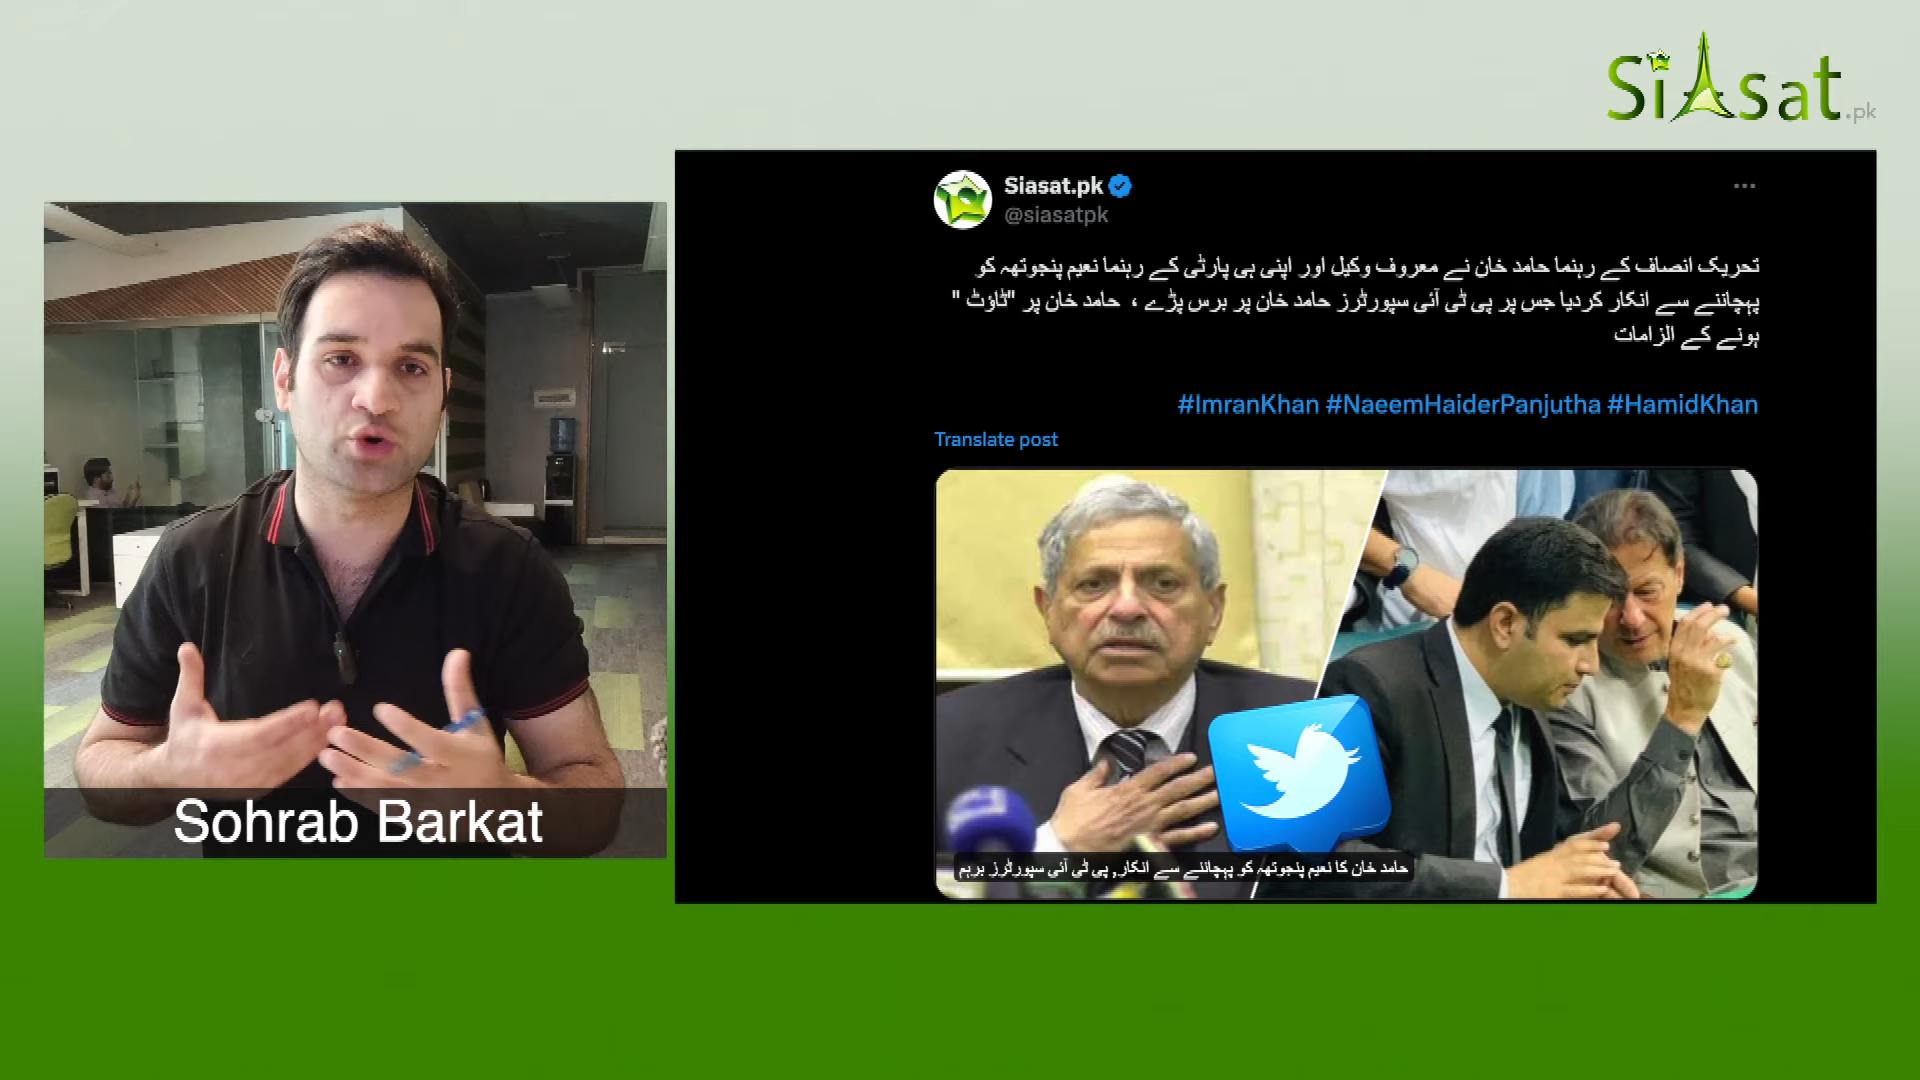 SiAsat.pk
Siasat.pk
@siasatpk
تحریک انصاف کے رہنما حامد خان نے معروف وکیل اور اپنی ہی پارٹی کے رہنما نعیم پنجوتھہ کو
پہچاننے سے انکار کردیا جس پر پی ٹی آئی سپورٹرز حامد خان پر برس پڑے ، حامد خان پر "ٹاؤٹ "
ہونے کے الزامات
#ImranKhan #NaeemHaiderPanjutha #HamidKhan
Translate post
حامد خان کا نعیم پنجوتھہ کو پہچاننے سے انکار, پی ٹی آئی سپورٹرز برہم
Sohrab Barkat